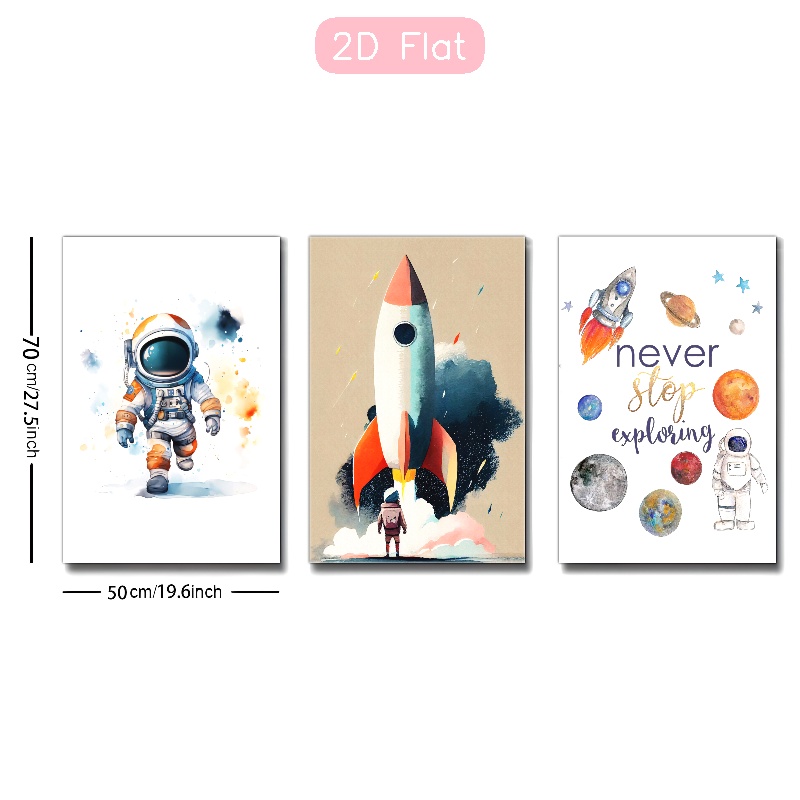 2D Flat
70cm/27.5inch
never
stop
exploring
50cm/19.6inch